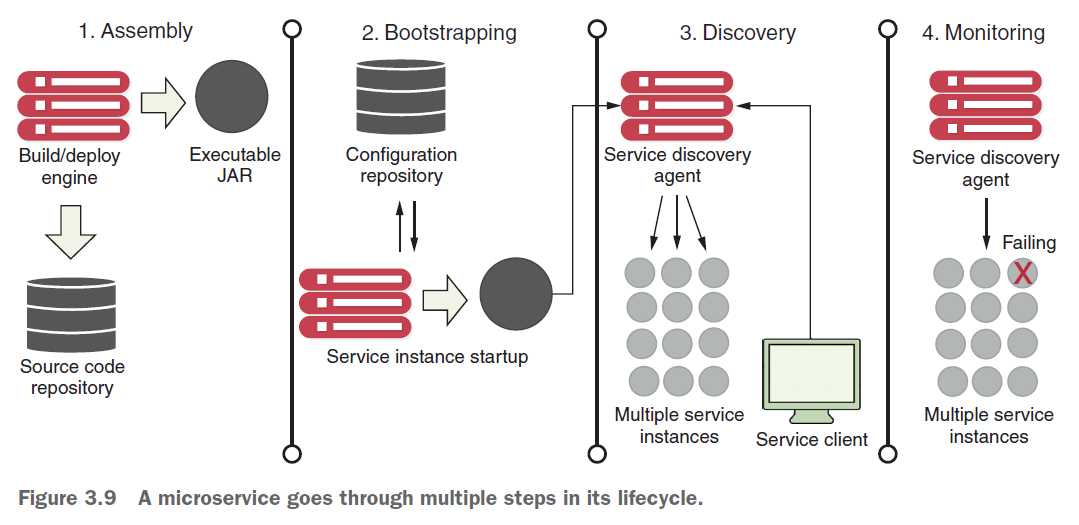 1. Assembly
Build/deploy
engine
Executable
JAR
Source code
repository
2. Bootstrapping
Configuration
repository
Service instance startup
3. Discovery
Service discovery
agent
Multiple service
instances
Service client
4. Monitoring
Service discovery
agent
Failing
X
Multiple service
instances
Figure 3.9 A microservice goes through multiple steps in its lifecycle.